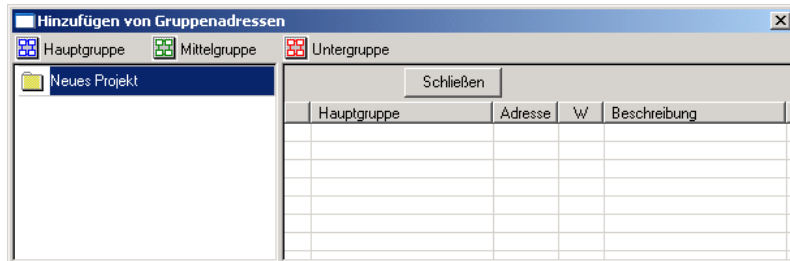 Hinzufügen von Gruppenadressen
Hauptgruppe Mittelgruppe Untergruppe
Neues Projekt
Schließen
Hauptgruppe Adresse W Beschreibung